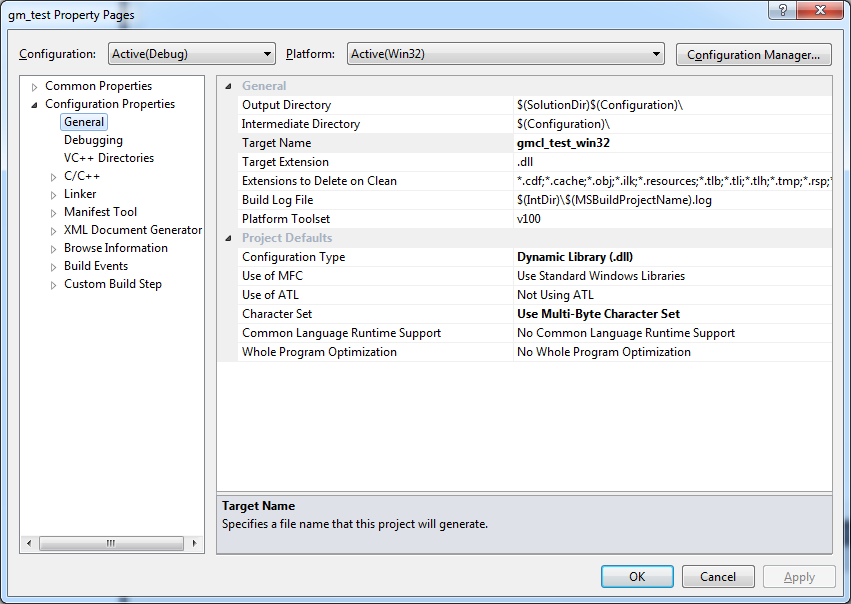 gm_test Property Pages
?
Configuration: Active(Debug) Platform: Active(Win32) Configuration Manager...
Common Properties
Configuration Properties
General
Debugging
VC++ Directories
C/C++
Linker
Manifest Tool
XML Document Generator
Browse Information
Build Events
Custom Build Step
General
Output Directory $(SolutionDir)$(Configuration)\
Intermediate Directory $(Configuration)\
Target Name gmcl_test_win32
Target Extension .dll
Extensions to Delete on Clean *.cdf;*.cache;*.obj;*.ilk;*.resources;*.tlb;*.tli;*.tlh;*.tmp;*.rsp;*
Build Log File $(IntDir)\$(MSBuildProjectName).log
Platform Toolset v100
Project Defaults
Configuration Type Dynamic Library (.dll)
Use of MFC Use Standard Windows Libraries
Use of ATL Not Using ATL
Character Set Use Multi-Byte Character Set
Common Language Runtime Support No Common Language Runtime Support
Whole Program Optimization No Whole Program Optimization
Target Name
Specifies a file name that this project will generate.
OK Cancel Apply